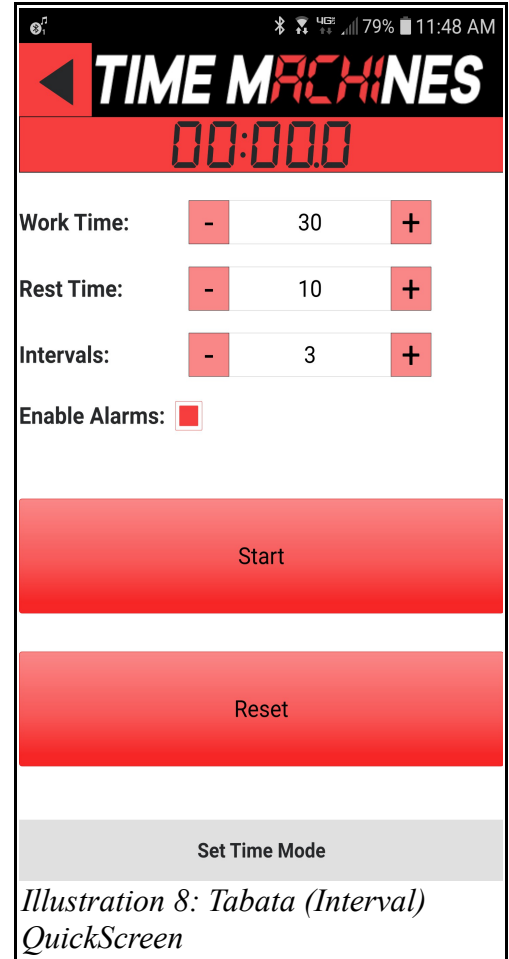 79% 11:48 AM
TIME MACHINES
00:00.0
Work Time: - 30 +
Rest Time: - 10 +
Intervals: - 3 +
Enable Alarms:
Start
Reset
Set Time Mode
Illustration 8: Tabata (Interval)
QuickScreen